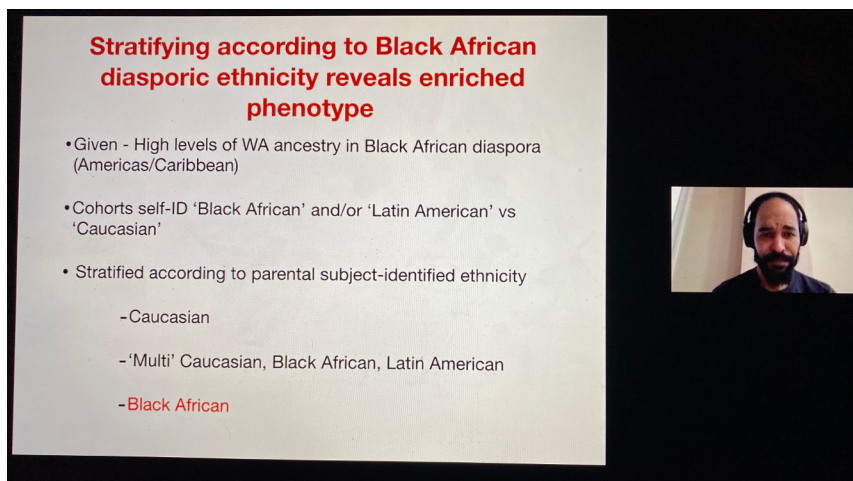 Stratifying according to Black African
diasporic ethnicity reveals enriched
phenotype
•Given - High levels of WA ancestry in Black African diaspora
(Americas/Caribbean)
•Cohorts self-ID 'Black African' and/or 'Latin American' vs
'Caucasian'
• Stratified according to parental subject-identified ethnicity
-Caucasian
-'Multi' Caucasian, Black African, Latin American
-Black African